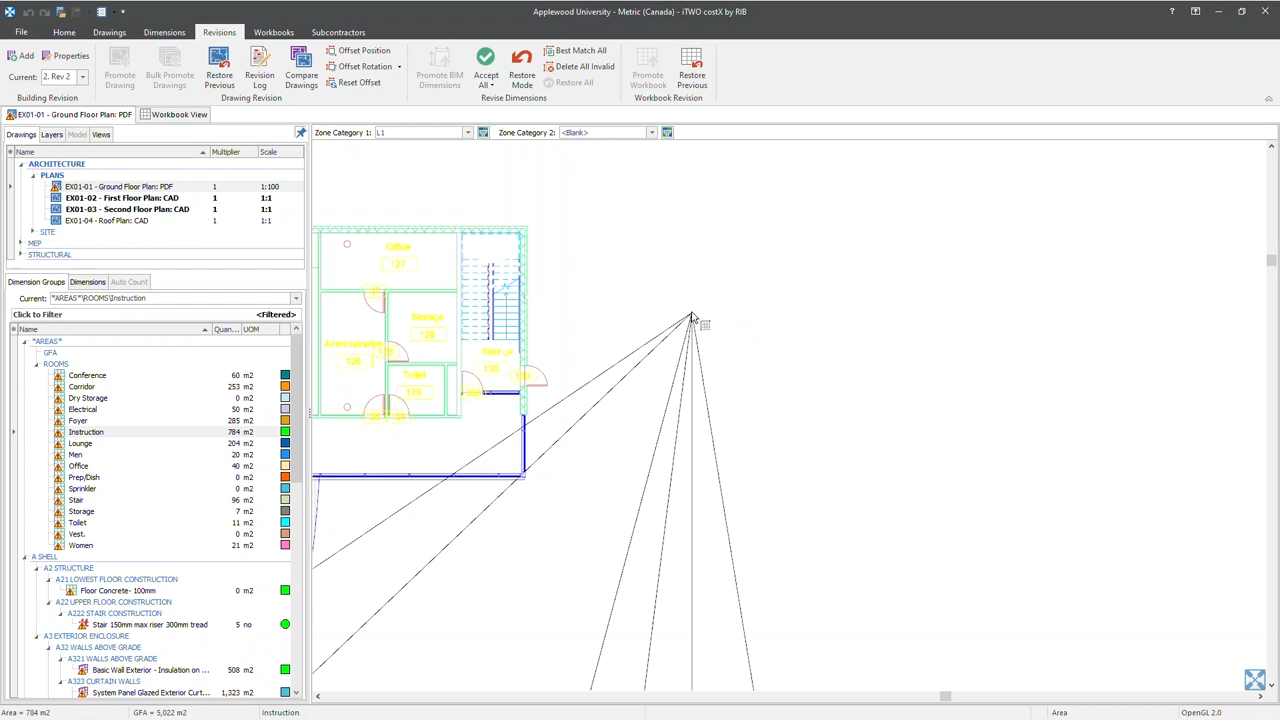 Applewood University - Metric (Canada) - iTWO costX by RIB
File Home Drawings Dimensions Revisions Workbooks Subcontractors
Add Properties
Current: 2. Rev 2
Building Revision
Promote Drawing
Bulk Promote Drawings
Restore Previous
Revision Log
Compare Drawings
Offset Position
Offset Rotation
Reset Offset
Drawing Revision
Promote BIM Dimensions
Accept All
Restore Mode
Best Match All
Delete All Invalid
Restore All
Revise Dimensions
Promote Workbook
Restore Previous
Workbook Revision
EX01-01 - Ground Floor Plan: PDF Workbook View
Drawings Layers Model Views
Zone Category 1: L1 Zone Category 2: <Blank>
Name Multiplier Scale
ARCHITECTURE
PLANS
EX01-01 - Ground Floor Plan: PDF 1 1:100
EX01-02 - First Floor Plan: CAD 1 1:1
EX01-03 - Second Floor Plan: CAD 1 1:1
EX01-04 - Roof Plan: CAD 1 1:1
SITE
MEP
STRUCTURAL
Dimension Groups Dimensions Auto Count
Current: *AREAS*\ROOMS\Instruction
Click to Filter <Filtered>
Name Quan... UOM
*AREAS*
GFA
ROOMS
Conference 60 m2
Corridor 253 m2
Dry Storage 0 m2
Electrical 50 m2
Foyer 285 m2
Instruction 784 m2
Lounge 204 m2
Men 20 m2
Office 40 m2
Prep/Dish 0 m2
Sprinkler 0 m2
Stair 96 m2
Storage 7 m2
Toilet 11 m2
Vest. 0 m2
Women 21 m2
A SHELL
A2 STRUCTURE
A21 LOWEST FLOOR CONSTRUCTION
Floor Concrete- 100mm 0 m2
A22 UPPER FLOOR CONSTRUCTION
A222 STAIR CONSTRUCTION
Stair 150mm max riser 300mm tread 5 no
A3 EXTERIOR ENCLOSURE
A32 WALLS ABOVE GRADE
A321 WALLS ABOVE GRADE
Basic Wall Exterior - Insulation on ... 508 m2
A323 CURTAIN WALLS
System Panel Glazed Exterior Curt... 1,323 m2
Office
127
Storage
128
Administration
126
Toilet
129
130
Area = 784 m2 GFA = 5,022 m2 Instruction Area OpenGL 2.0